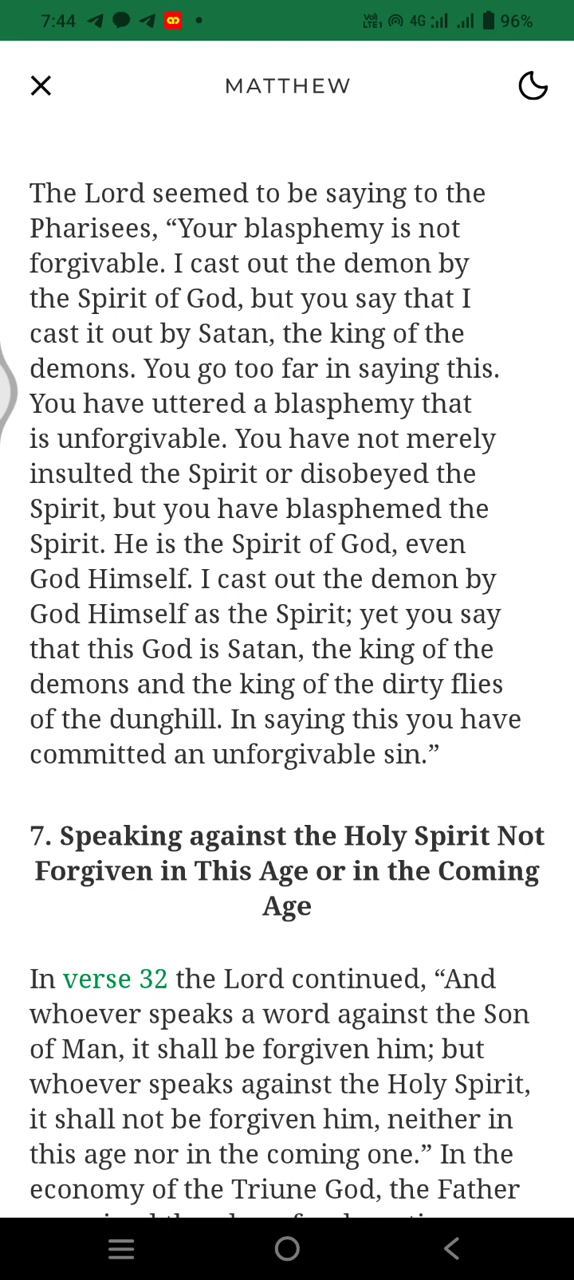 7:44
4G
96%
MATTHEW
The Lord seemed to be saying to the
Pharisees, “Your blasphemy is not
forgivable. I cast out the demon by
the Spirit of God, but you say that I
cast it out by Satan, the king of the
demons. You go too far in saying this.
You have uttered a blasphemy that
is unforgivable. You have not merely
insulted the Spirit or disobeyed the
Spirit, but you have blasphemed the
Spirit. He is the Spirit of God, even
God Himself. I cast out the demon by
God Himself as the Spirit; yet you say
that this God is Satan, the king of the
demons and the king of the dirty flies
of the dunghill. In saying this you have
committed an unforgivable sin.”
7. Speaking against the Holy Spirit Not
Forgiven in This Age or in the Coming
Age
In verse 32 the Lord continued, “And
whoever speaks a word against the Son
of Man, it shall be forgiven him; but
whoever speaks against the Holy Spirit,
it shall not be forgiven him, neither in
this age nor in the coming one.” In the
economy of the Triune God, the Father